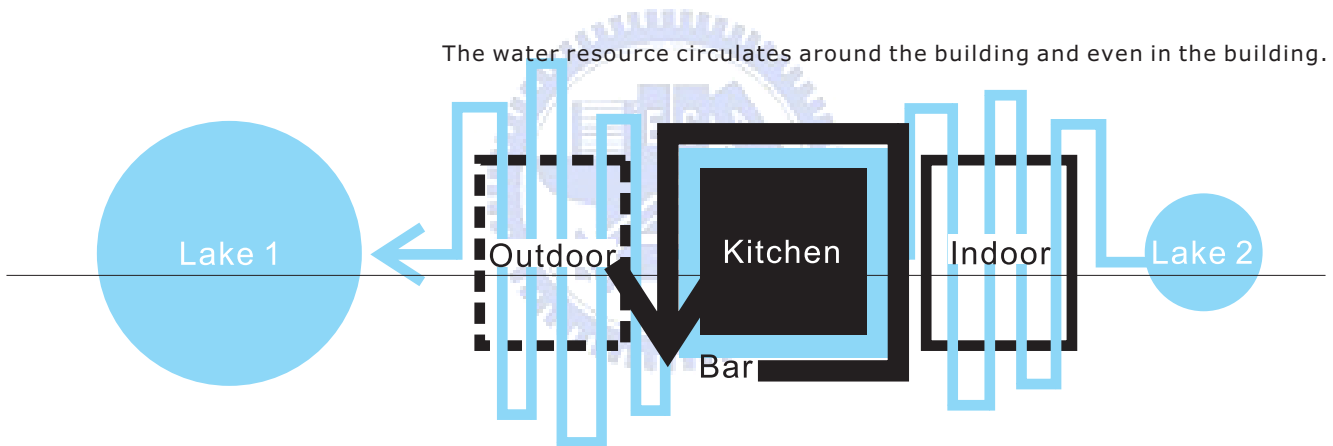 The water resource circulates around the building and even in the building.
Lake 1
Outdoor
Kitchen
Indoor
Lake 2
Bar